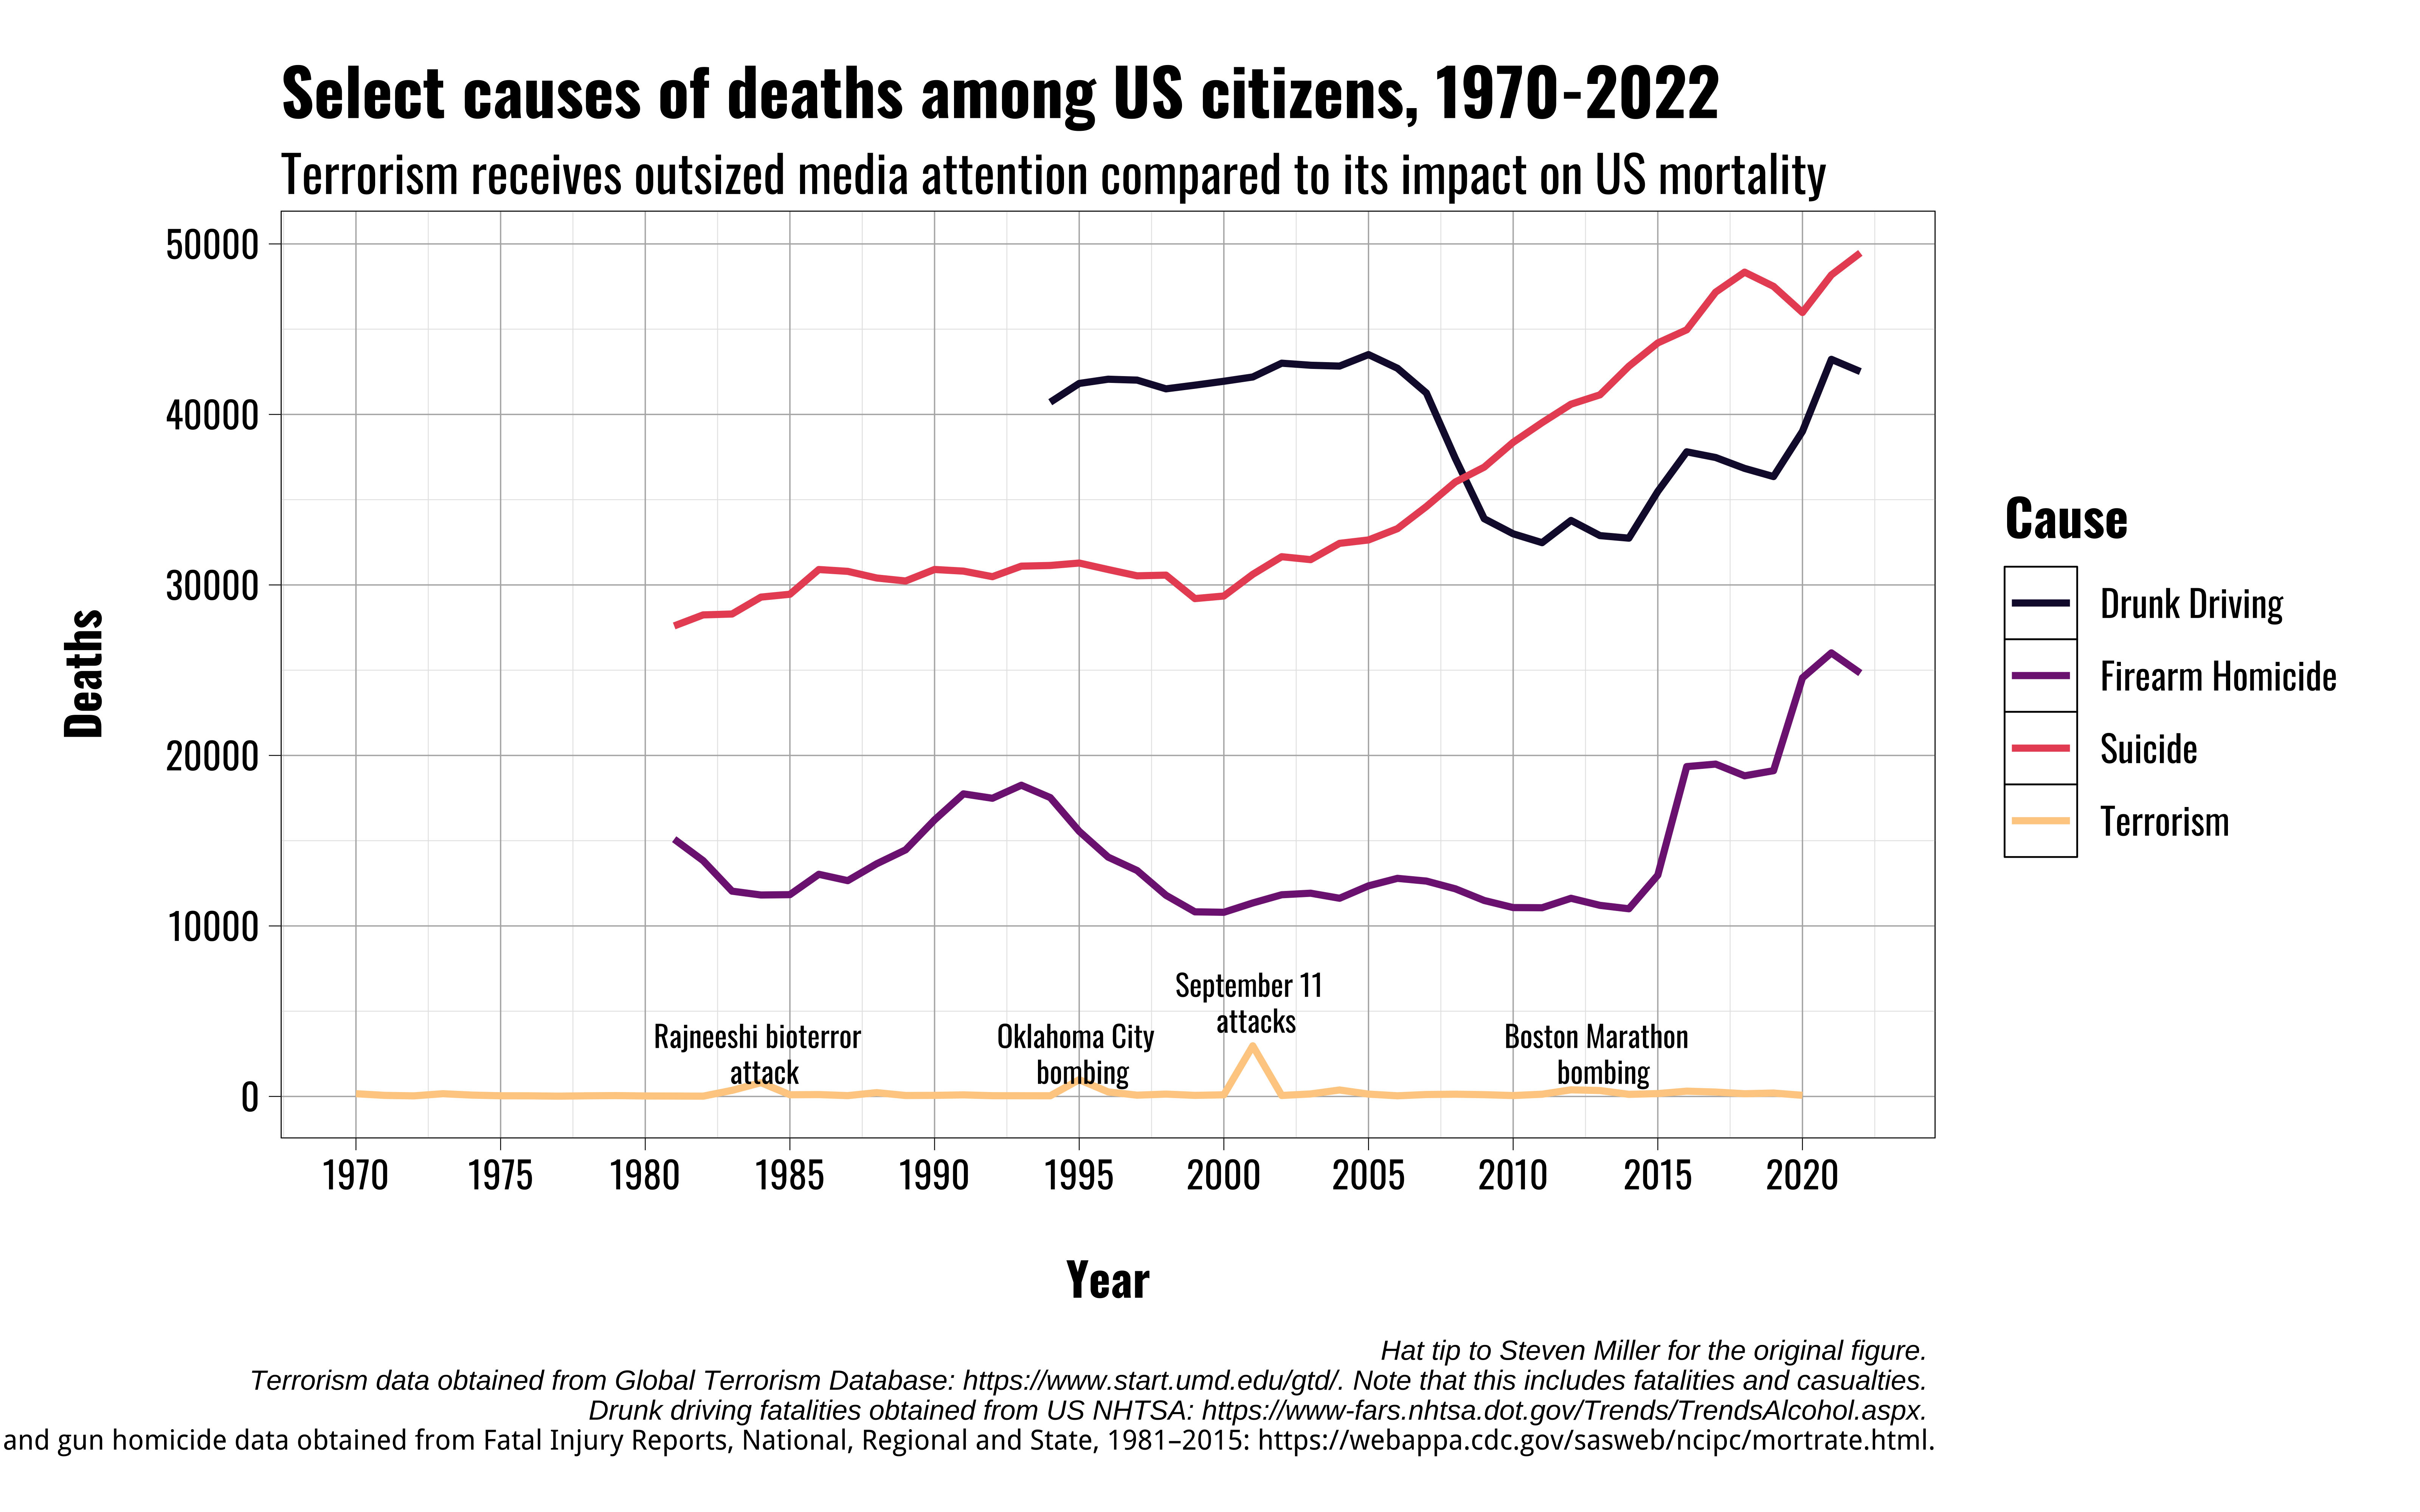 Select causes of deaths among US citizens, 1970-2022
Terrorism receives outsized media attention compared to its impact on US mortality
50000
40000
30000
20000
10000
0
Deaths
Rajneeshi bioterror
attack
Oklahoma City
bombing
September 11
attacks
Boston Marathon
bombing
1970 1975 1980 1985 1990 1995 2000 2005 2010 2015 2020
Year
Cause
Drunk Driving
Firearm Homicide
Suicide
Terrorism
Hat tip to Steven Miller for the original figure.
Terrorism data obtained from Global Terrorism Database: https://www.start.umd.edu/gtd/. Note that this includes fatalities and casualties.
Drunk driving fatalities obtained from US NHTSA: https://www-fars.nhtsa.dot.gov/Trends/TrendsAlcohol.aspx.
and gun homicide data obtained from Fatal Injury Reports, National, Regional and State, 1981–2015: https://webappa.cdc.gov/sasweb/ncipc/mortrate.html.